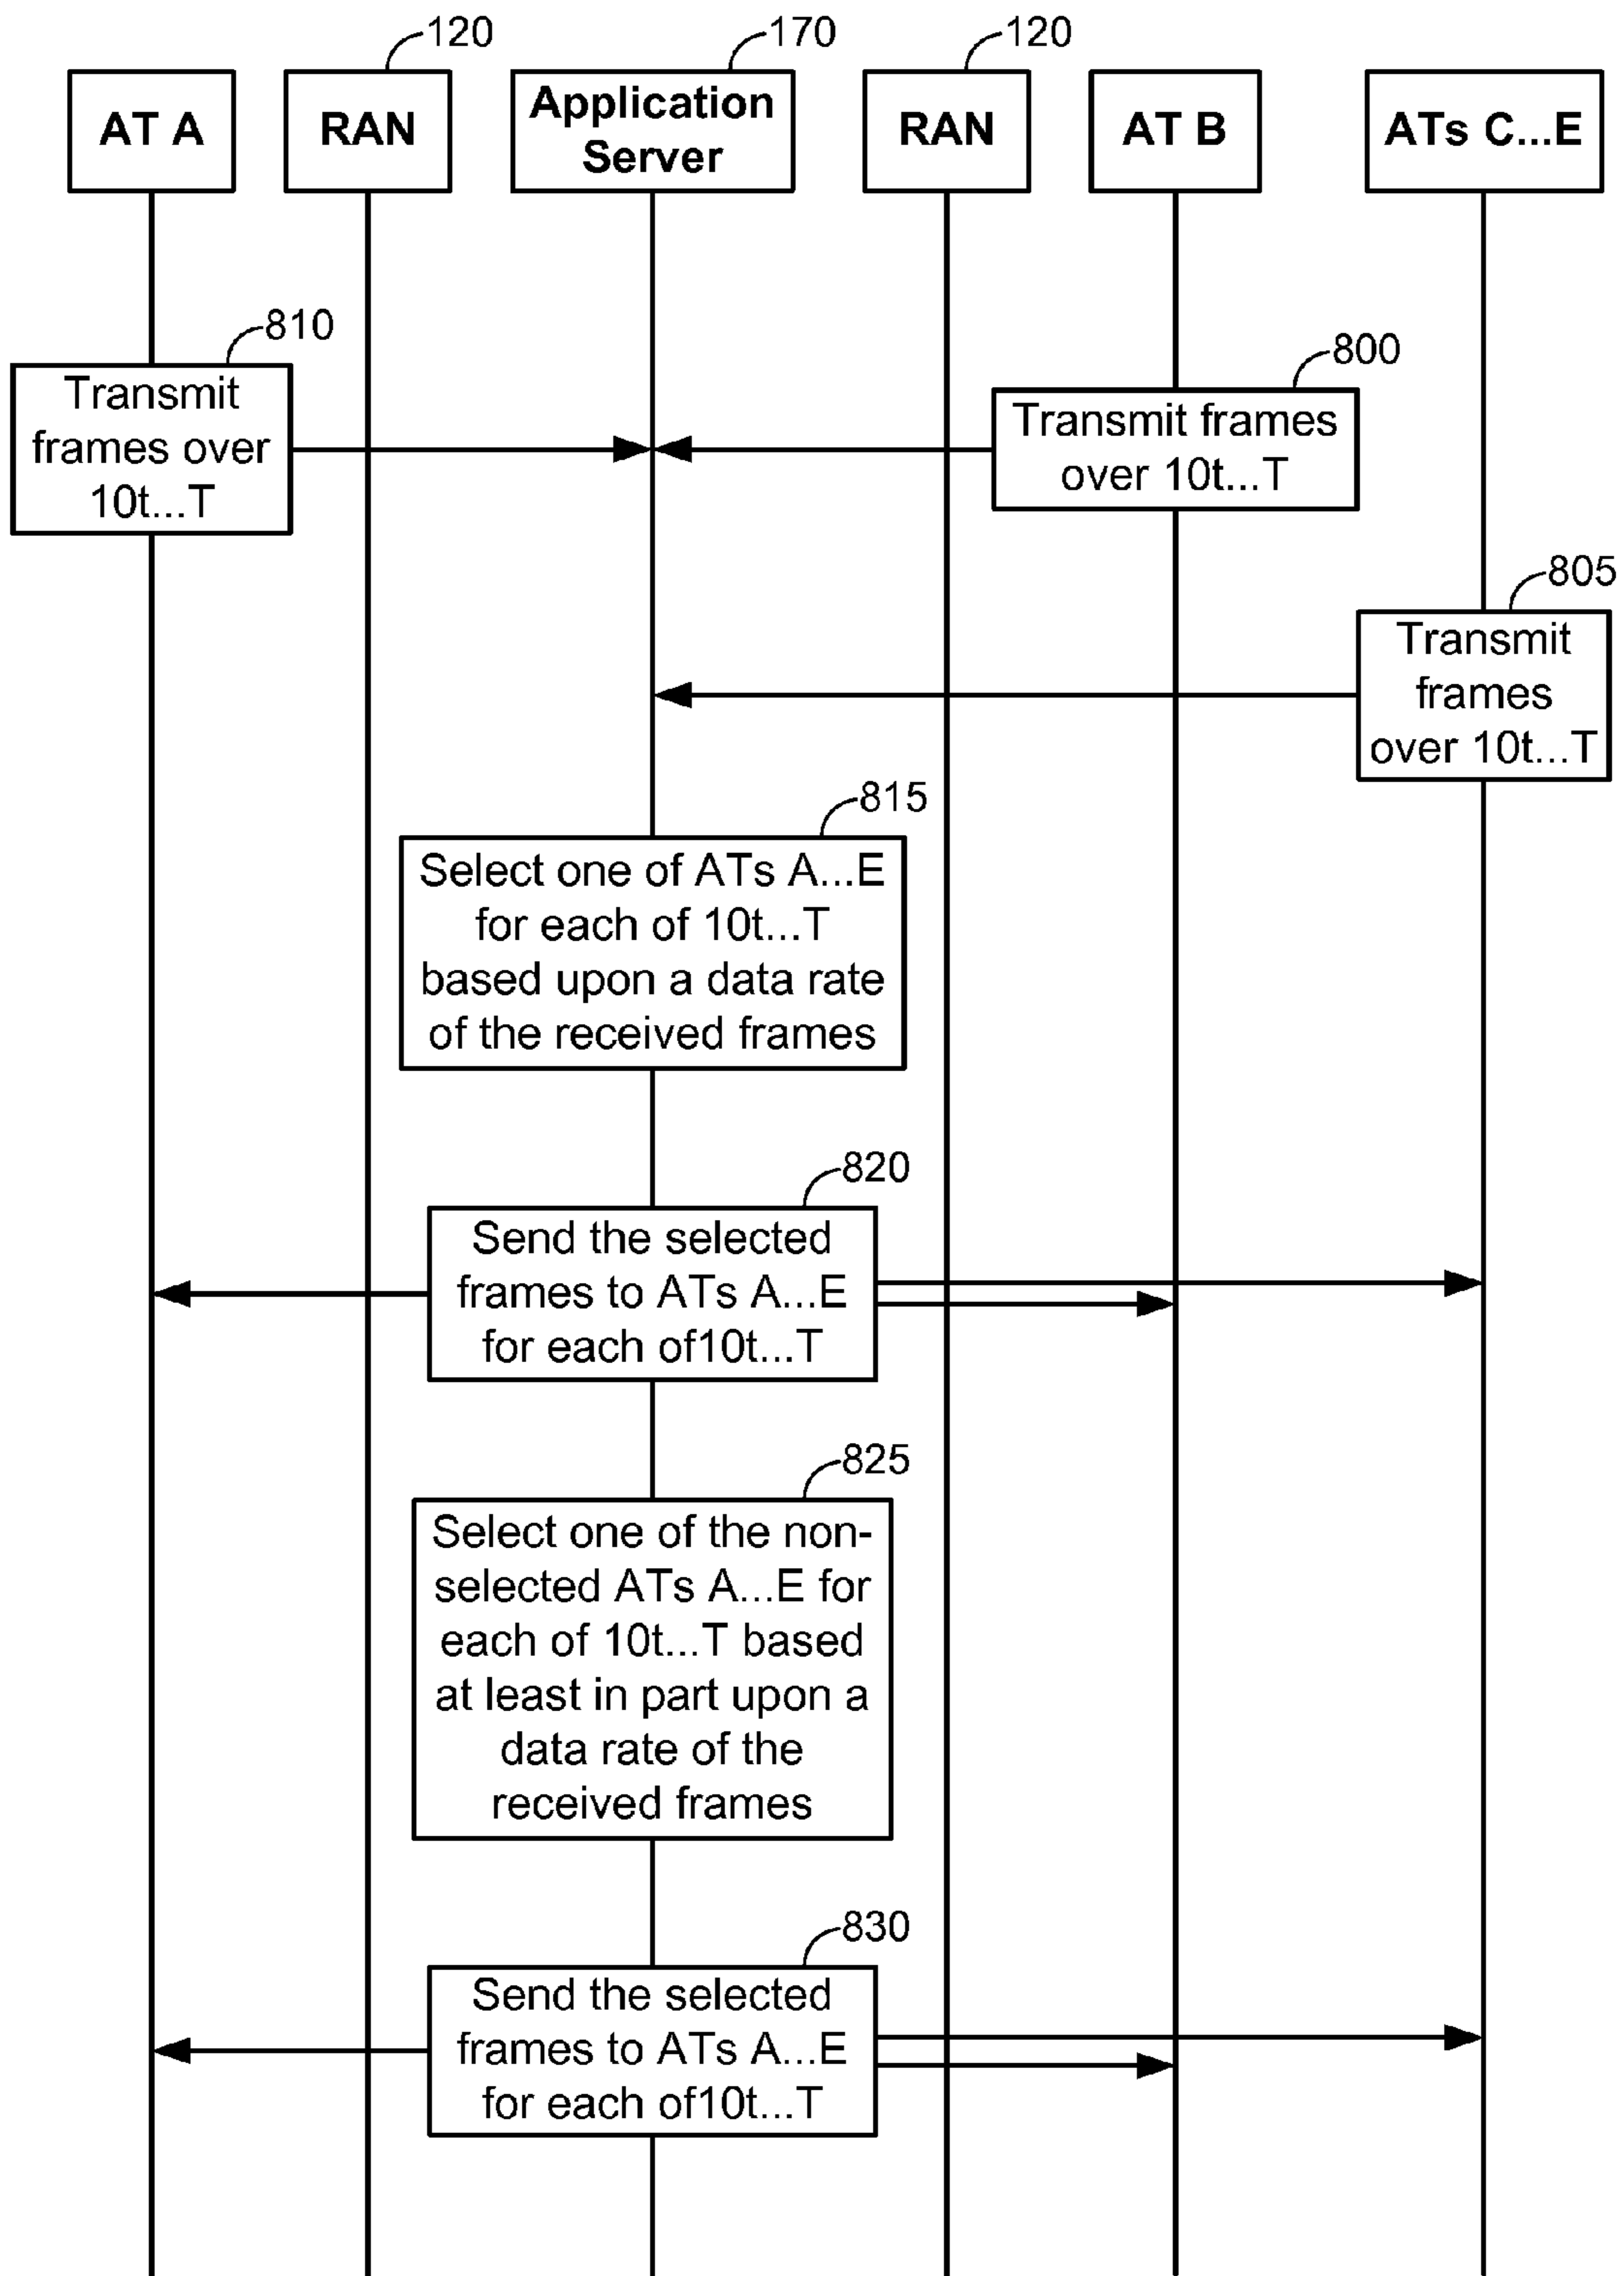 120
170
120
AT A
RAN
Application
Server
RAN
AT B
ATs C...E
810
Transmit
frames over
10t...T
800
Transmit frames
over 10t...T
805
Transmit
frames
over 10t...T
815
Select one of ATs A...E
for each of 10t...T
based upon a data rate
of the received frames
820
Send the selected
frames to ATs A...E
for each of10t...T
825
Select one of the non-
selected ATs A...E for
each of 10t...T based
at least in part upon a
data rate of the
received frames
830
Send the selected
frames to ATs A...E
for each of10t...T